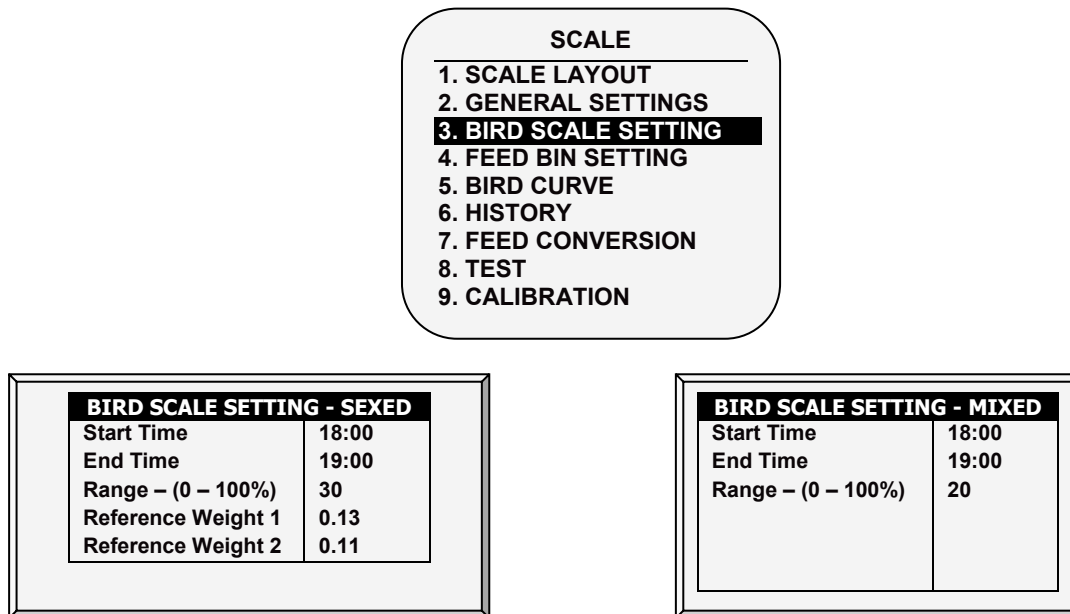 SCALE
1. SCALE LAYOUT
2. GENERAL SETTINGS
3. BIRD SCALE SETTING
4. FEED BIN SETTING
5. BIRD CURVE
6. HISTORY
7. FEED CONVERSION
8. TEST
9. CALIBRATION
BIRD SCALE SETTING - SEXED
Start Time 18:00
End Time 19:00
Range – (0 – 100%) 30
Reference Weight 1 0.13
Reference Weight 2 0.11
BIRD SCALE SETTING - MIXED
Start Time 18:00
End Time 19:00
Range – (0 – 100%) 20